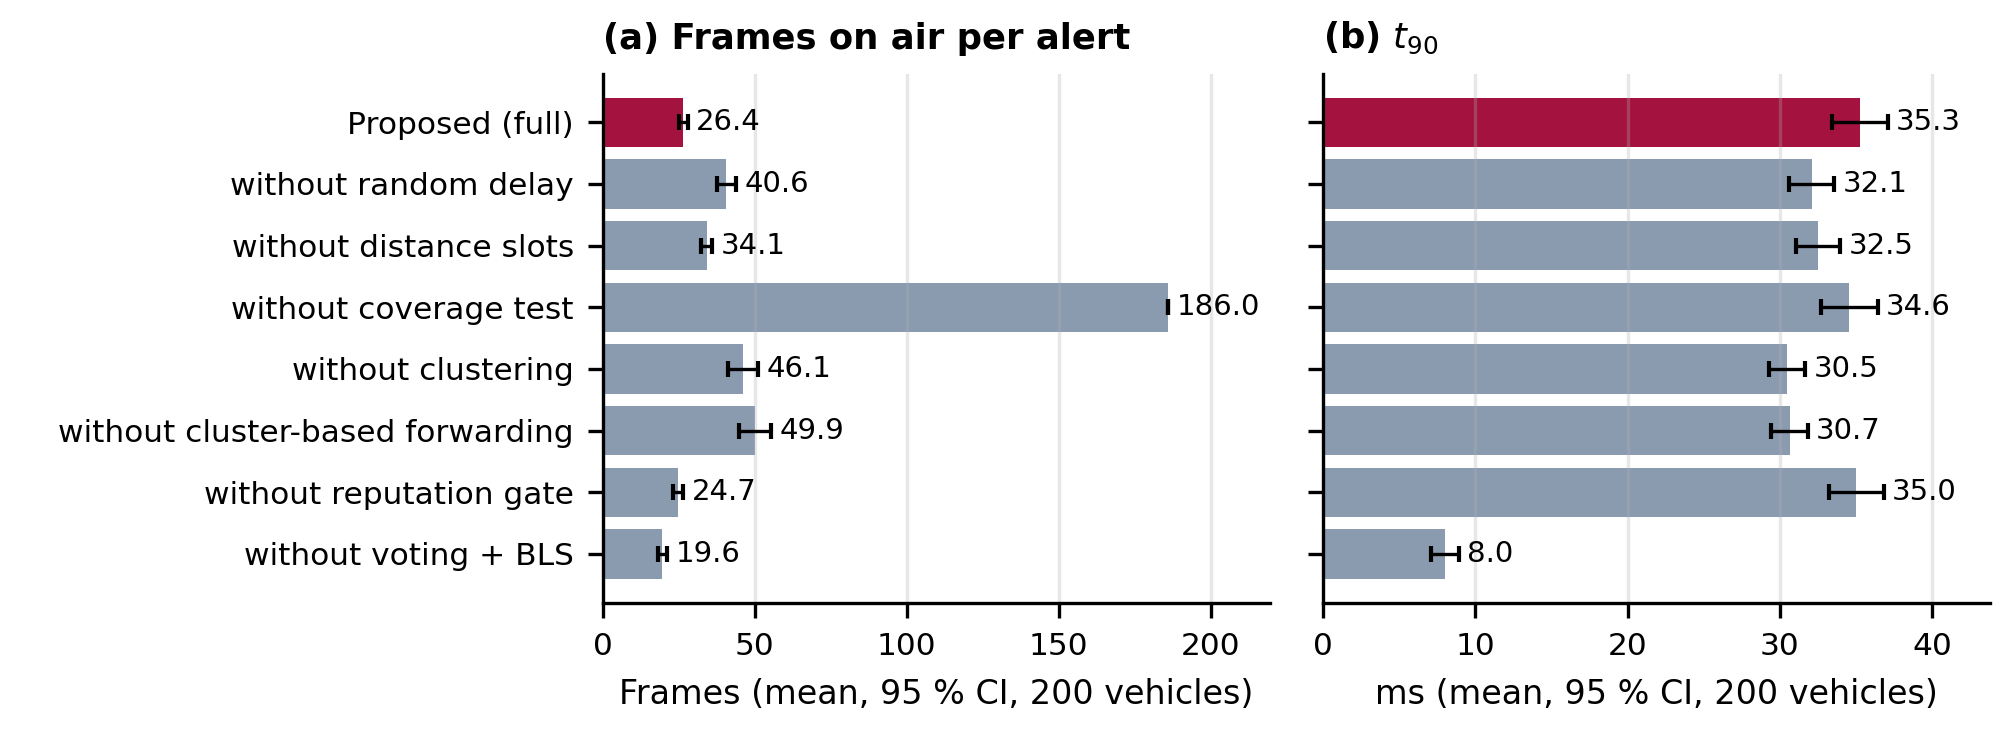 (a) Frames on air per alert
Proposed (full)
without random delay
without distance slots
without coverage test
without clustering
without cluster-based forwarding
without reputation gate
without voting + BLS
26.4
40.6
34.1
186.0
46.1
49.9
24.7
19.6
0 50 100 150 200
Frames (mean, 95 % CI, 200 vehicles)
(b) t90
35.3
32.1
32.5
34.6
30.5
30.7
35.0
8.0
0 10 20 30 40
ms (mean, 95 % CI, 200 vehicles)